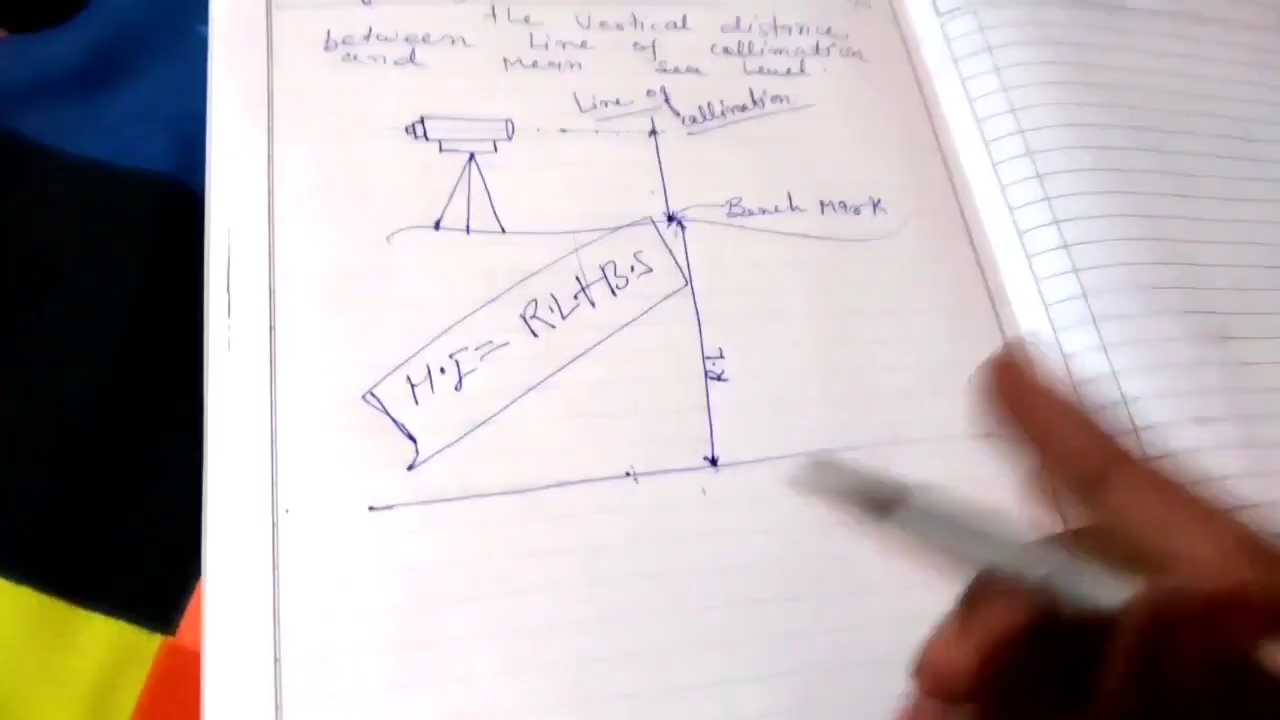 the vertical distance
between line of collimation
and mean sea level.
Line of
collimation
Bench Mark
H.I = R.L + B.S
R.L